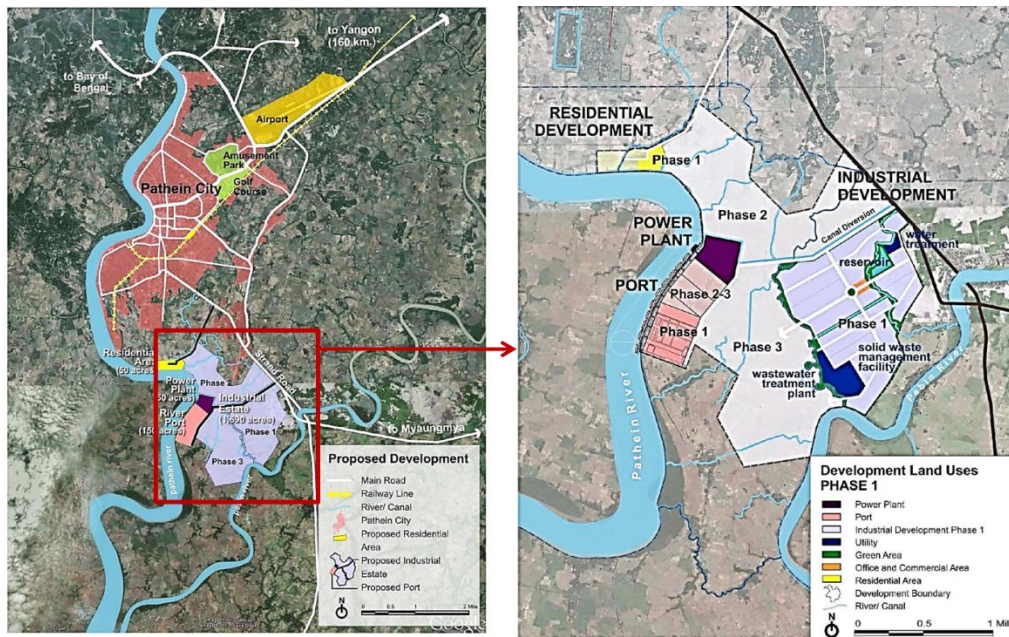 to Yangon
(160 km.)
to Bay of
Bengal
Airport
Amusement
Park
Golf
Course
Pathein City
Strand Road
Residential
Area
(50 acres)
Power
Plant
(50 acres)
River
Port
(150 acres)
Phase 2
Industrial
Estate
Phase 1
Phase 3
to Myaungmya
Pathein river
Proposed Development
Main Road
Railway Line
River/ Canal
Pathein City
Proposed Residential
Area
Proposed Industrial
Estate
Proposed Port
N
0 0.5 1 2 Mile
Google
RESIDENTIAL
DEVELOPMENT
Phase 1
INDUSTRIAL
DEVELOPMENT
Phase 2
POWER
PLANT
Canal Diversion
water
treatment
reservoir
PORT
Phase 2-3
Phase 1
Phase 1
Phase 3
solid waste
management
facility
wastewater
treatment
plant
Pathein River
River
Development Land Uses
PHASE 1
Power Plant
Port
Industrial Development Phase 1
Utility
Green Area
Office and Commercial Area
Residential Area
Development Boundary
River/ Canal
N
0 0.5 1 Mile